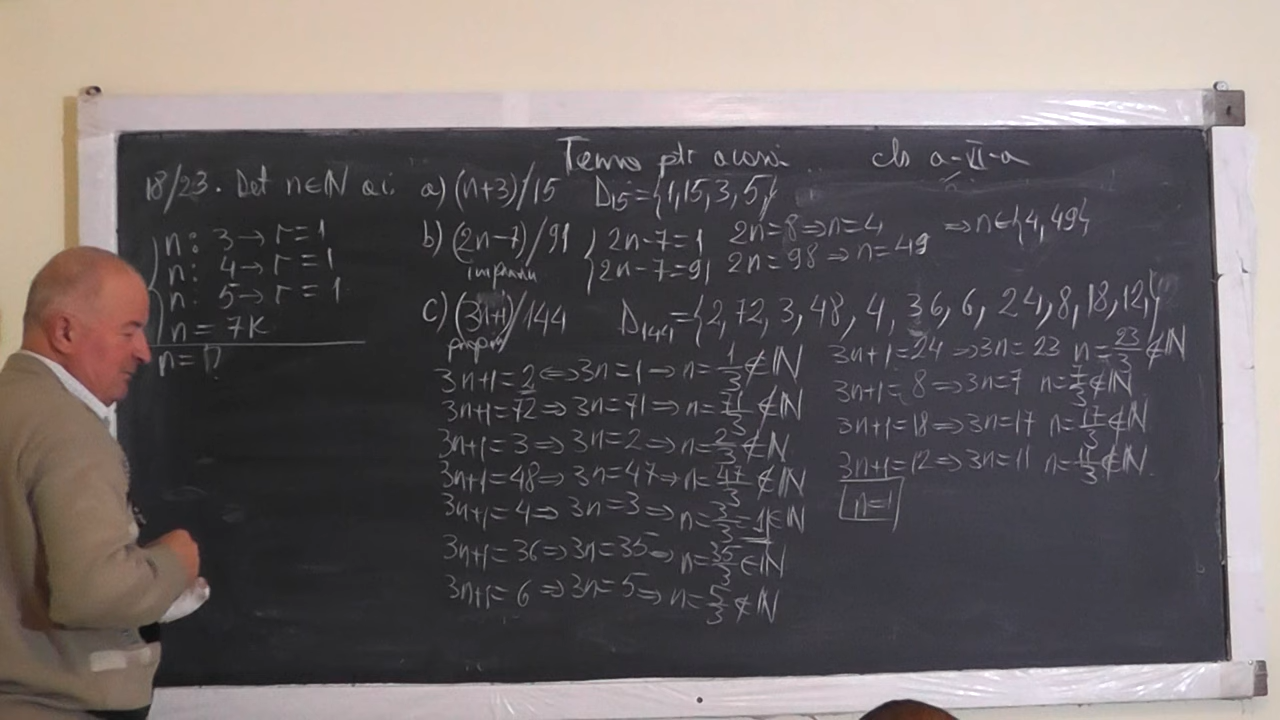 Temă ptr acasă cls a-VI-a
18/23. Det n∈ℕ aî:
n: 3→r=1
n: 4→r=1
n: 5→r=1
n=7K
n=?
a) (n+3)/15 D15={1,15,3,5}
b) (2n-7)/91 2n-7=1 2n=8⇒n=4 ⇒n∈{4,49}
2n-7=91 2n=98⇒n=49
c) (3n+1)/144 D144={2,72,3,48,4,36,6,24,8,18,12}
3n+1=2⇔3n=1→n=1/3∉ℕ
3n+1=72⇒3n=71⇒n=71/3∉ℕ
3n+1=3⇒3n=2⇒n=2/3∉ℕ
3n+1=48⇒3n=47⇒n=47/3∉ℕ
3n+1=4⇒3n=3⇒n=3/3=1∈ℕ
3n+1=36⇒3n=35⇒n=35/3∈ℕ
3n+1=6⇒3n=5⇒n=5/3∉ℕ
3n+1=24⇒3n=23 n=23/3∉ℕ
3n+1=8⇒3n=7 n=7/3∉ℕ
3n+1=18⇒3n=17 n=17/3∉ℕ
3n+1=12⇒3n=11 n=11/3∉ℕ
n=1